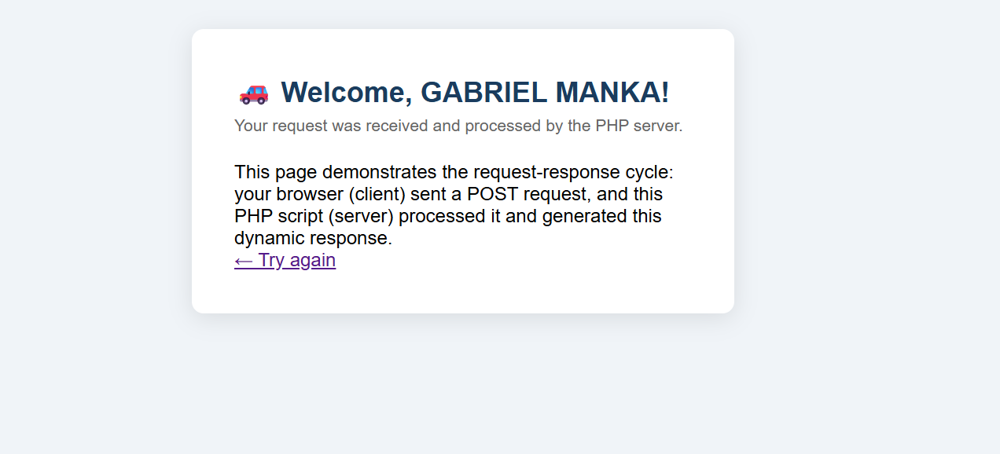 🚗 Welcome, GABRIEL MANKA!
Your request was received and processed by the PHP server.
This page demonstrates the request-response cycle:
your browser (client) sent a POST request, and this
PHP script (server) processed it and generated this
dynamic response.
← Try again